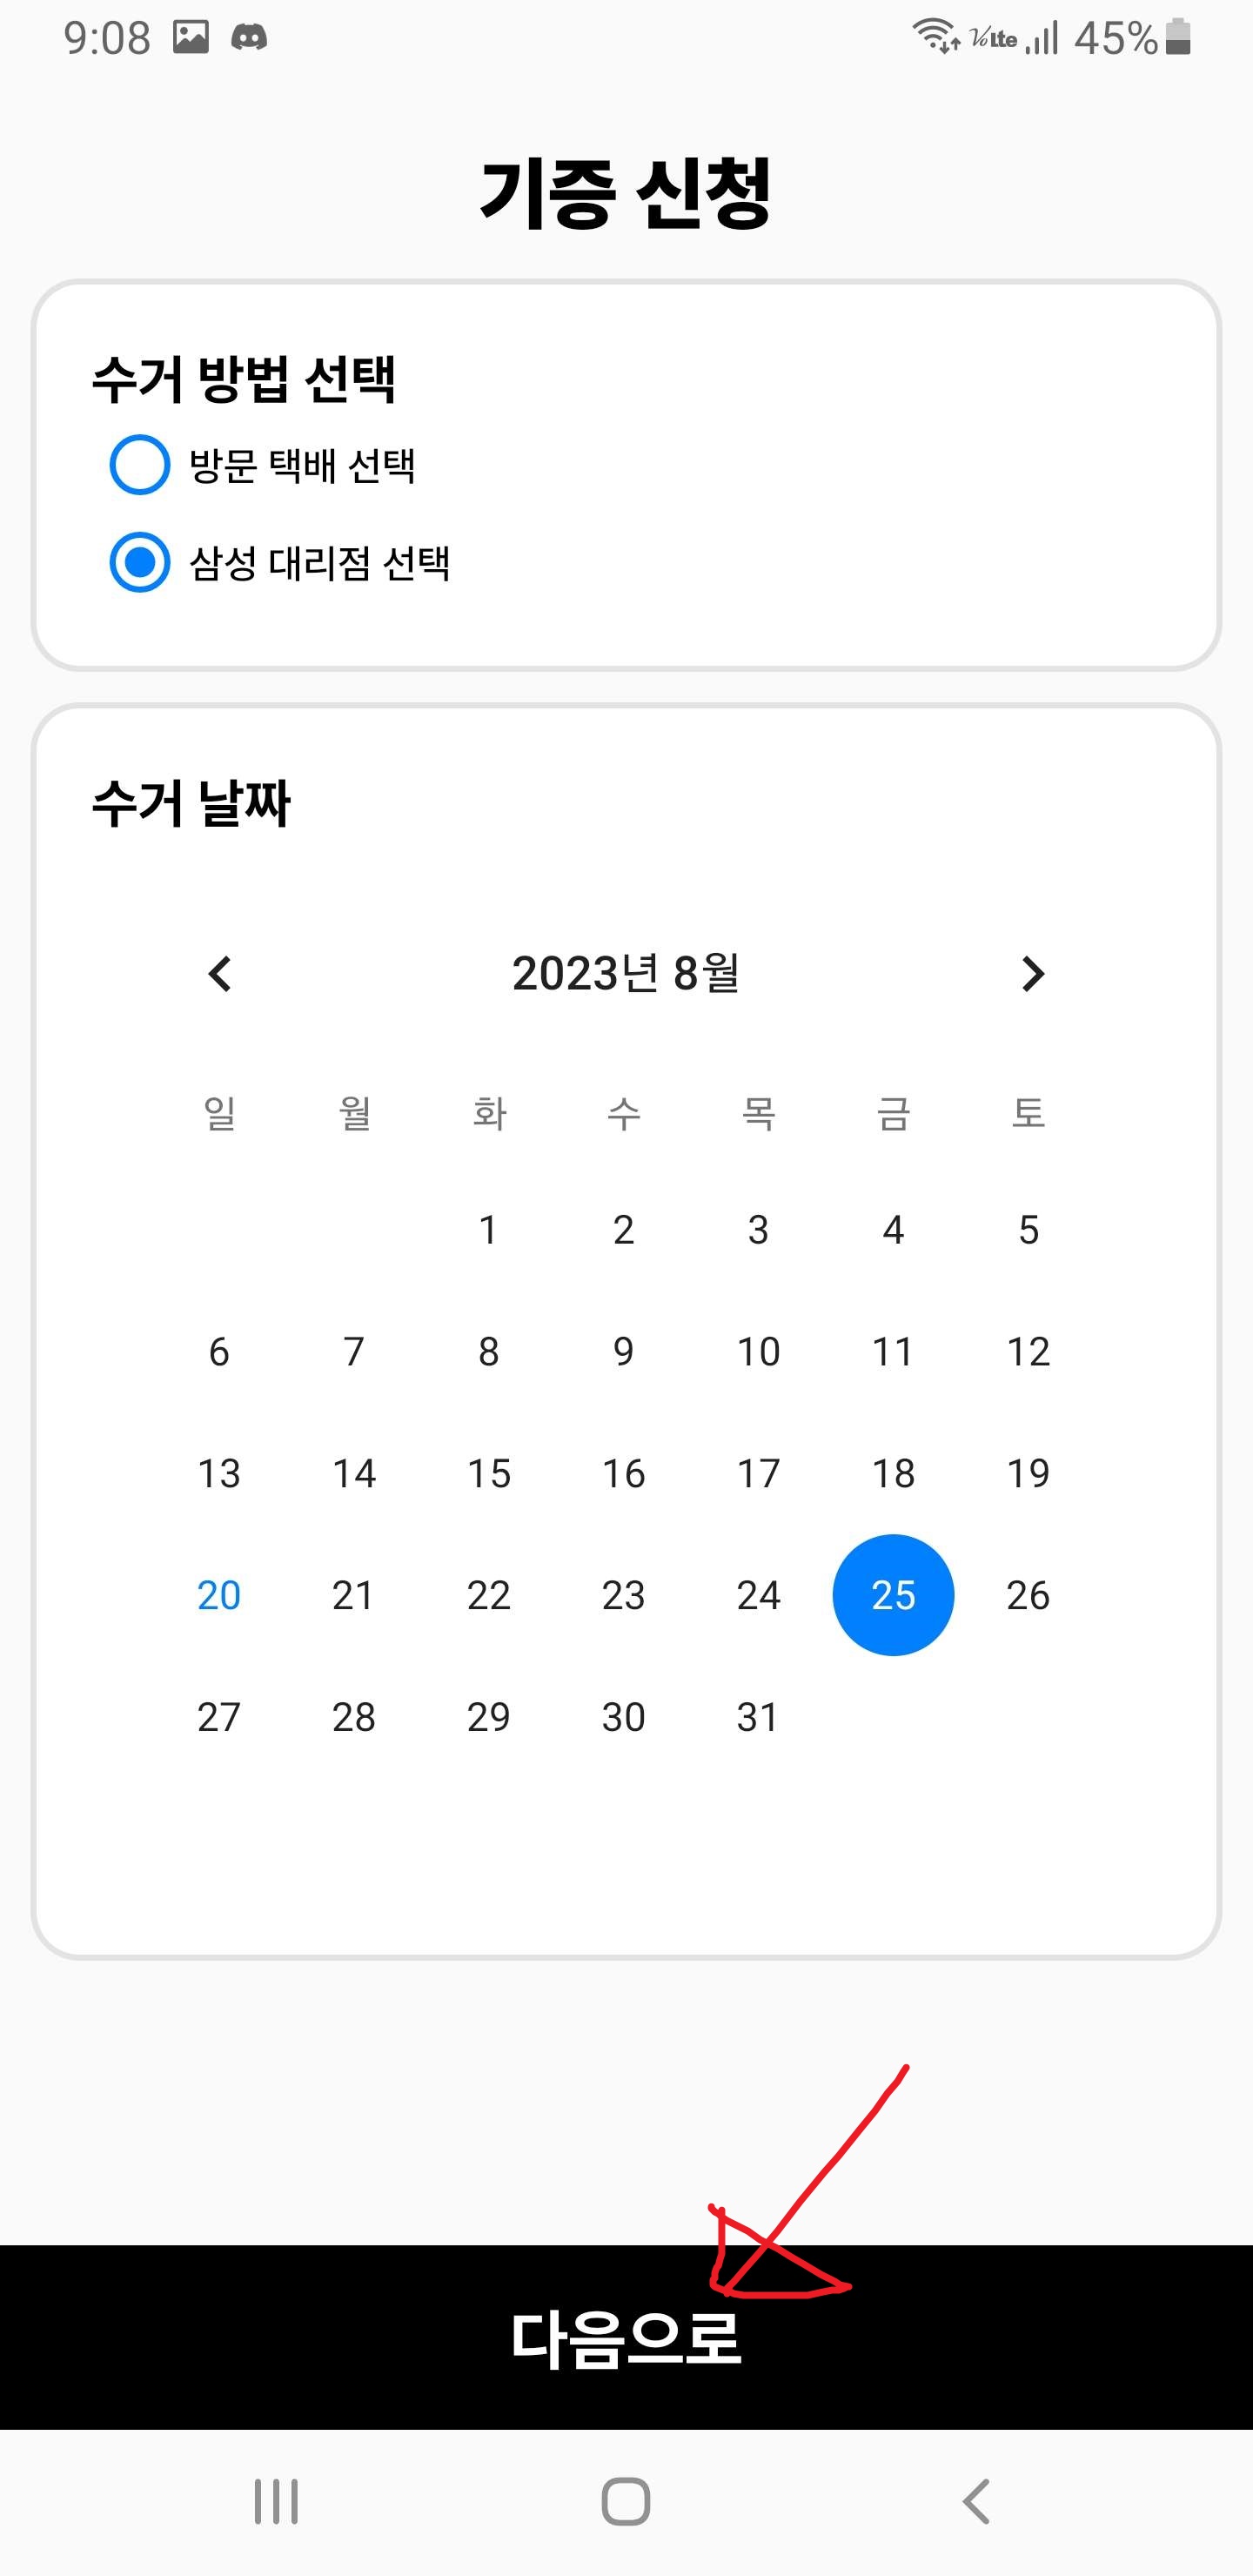 9:08 VoLte 45%
기증 신청
수거 방법 선택
방문 택배 선택
삼성 대리점 선택
수거 날짜
2023년 8월
일 월 화 수 목 금 토
1 2 3 4 5
6 7 8 9 10 11 12
13 14 15 16 17 18 19
20 21 22 23 24 25 26
27 28 29 30 31
다음으로